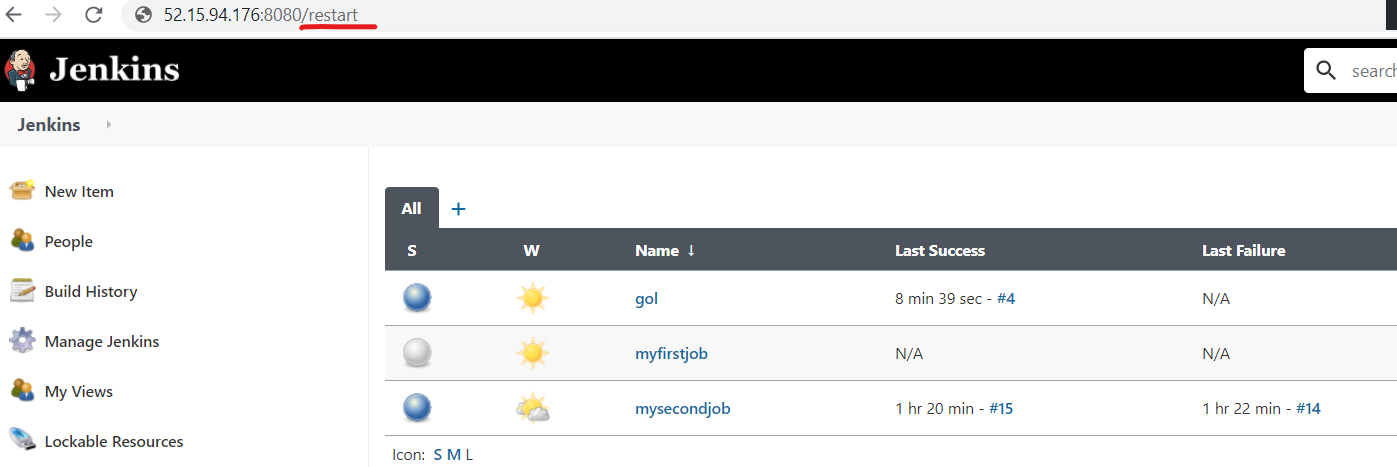 52.15.94.176:8080/restart
Jenkins
search
Jenkins
New Item
People
Build History
Manage Jenkins
My Views
Lockable Resources
All +
S W Name ↓ Last Success Last Failure
gol 8 min 39 sec - #4 N/A
myfirstjob N/A N/A
mysecondjob 1 hr 20 min - #15 1 hr 22 min - #14
Icon: S M L